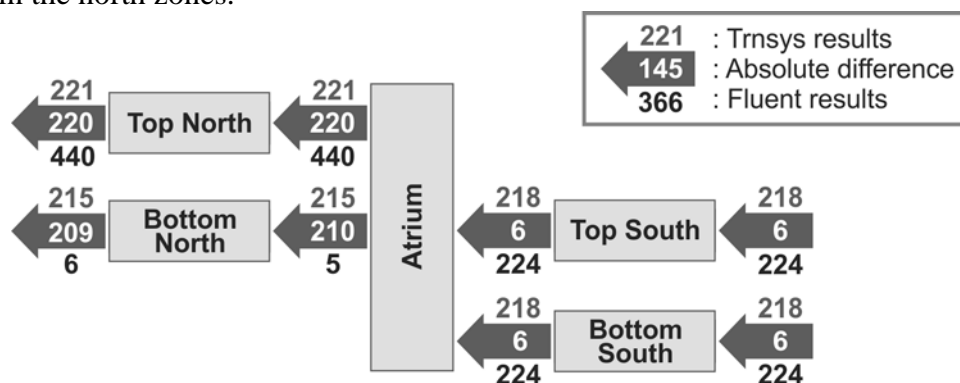 in the north zones.
221 : Trnsys results
145 : Absolute difference
366 : Fluent results
221
220
440
Top North
221
220
440
215
209
6
Bottom
North
215
210
5
Atrium
218
6
224
Top South
218
6
224
218
6
224
Bottom
South
218
6
224